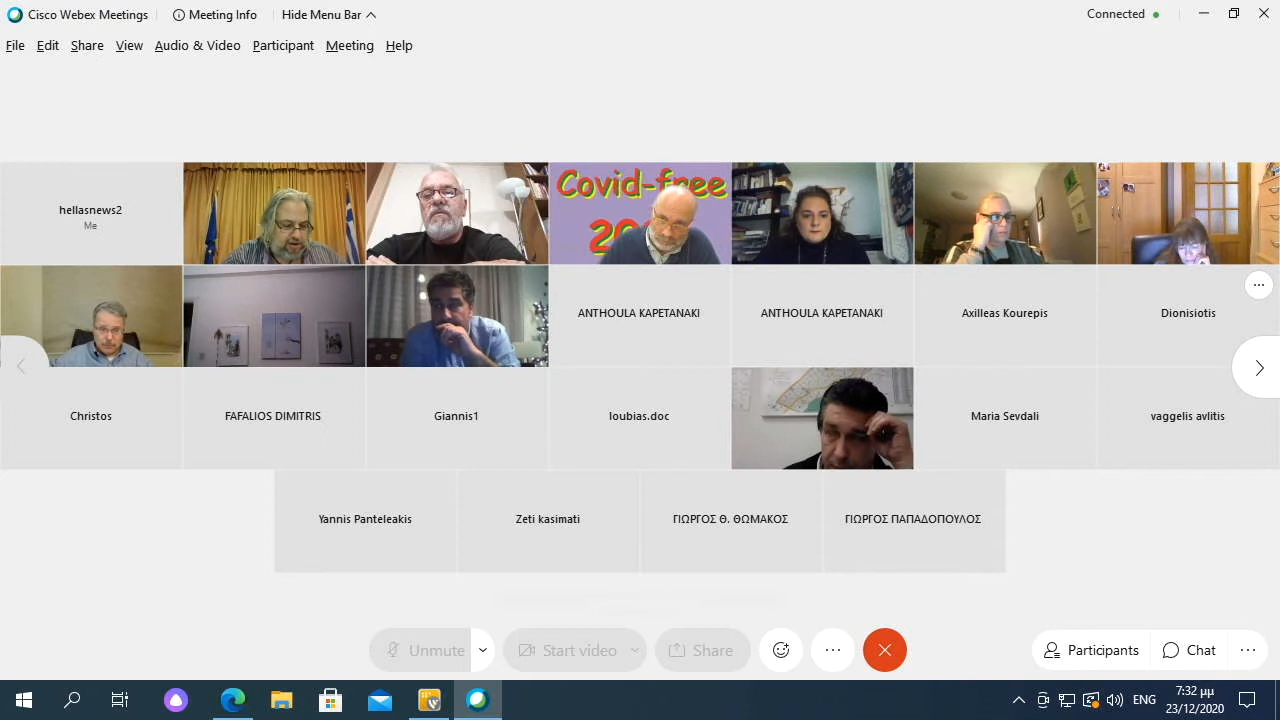 Cisco Webex Meetings
Meeting Info
Hide Menu Bar
Connected
File Edit Share View Audio & Video Participant Meeting Help
hellasnews2
Me
Covid-free
ANTHOULA KAPETANAKI
ANTHOULA KAPETANAKI
Axilleas Kourepis
Dionisiotis
Christos
FAFALIOS DIMITRIS
Giannis1
loubias.doc
Maria Sevdali
vaggelis avlitis
Yannis Panteleakis
Zeti kasimati
ΓΙΩΡΓΟΣ Θ. ΘΩΜΑΚΟΣ
ΓΙΩΡΓΟΣ ΠΑΠΑΔΟΠΟΥΛΟΣ
Unmute
Start video
Share
Participants
Chat
ENG
7:32 μμ
23/12/2020